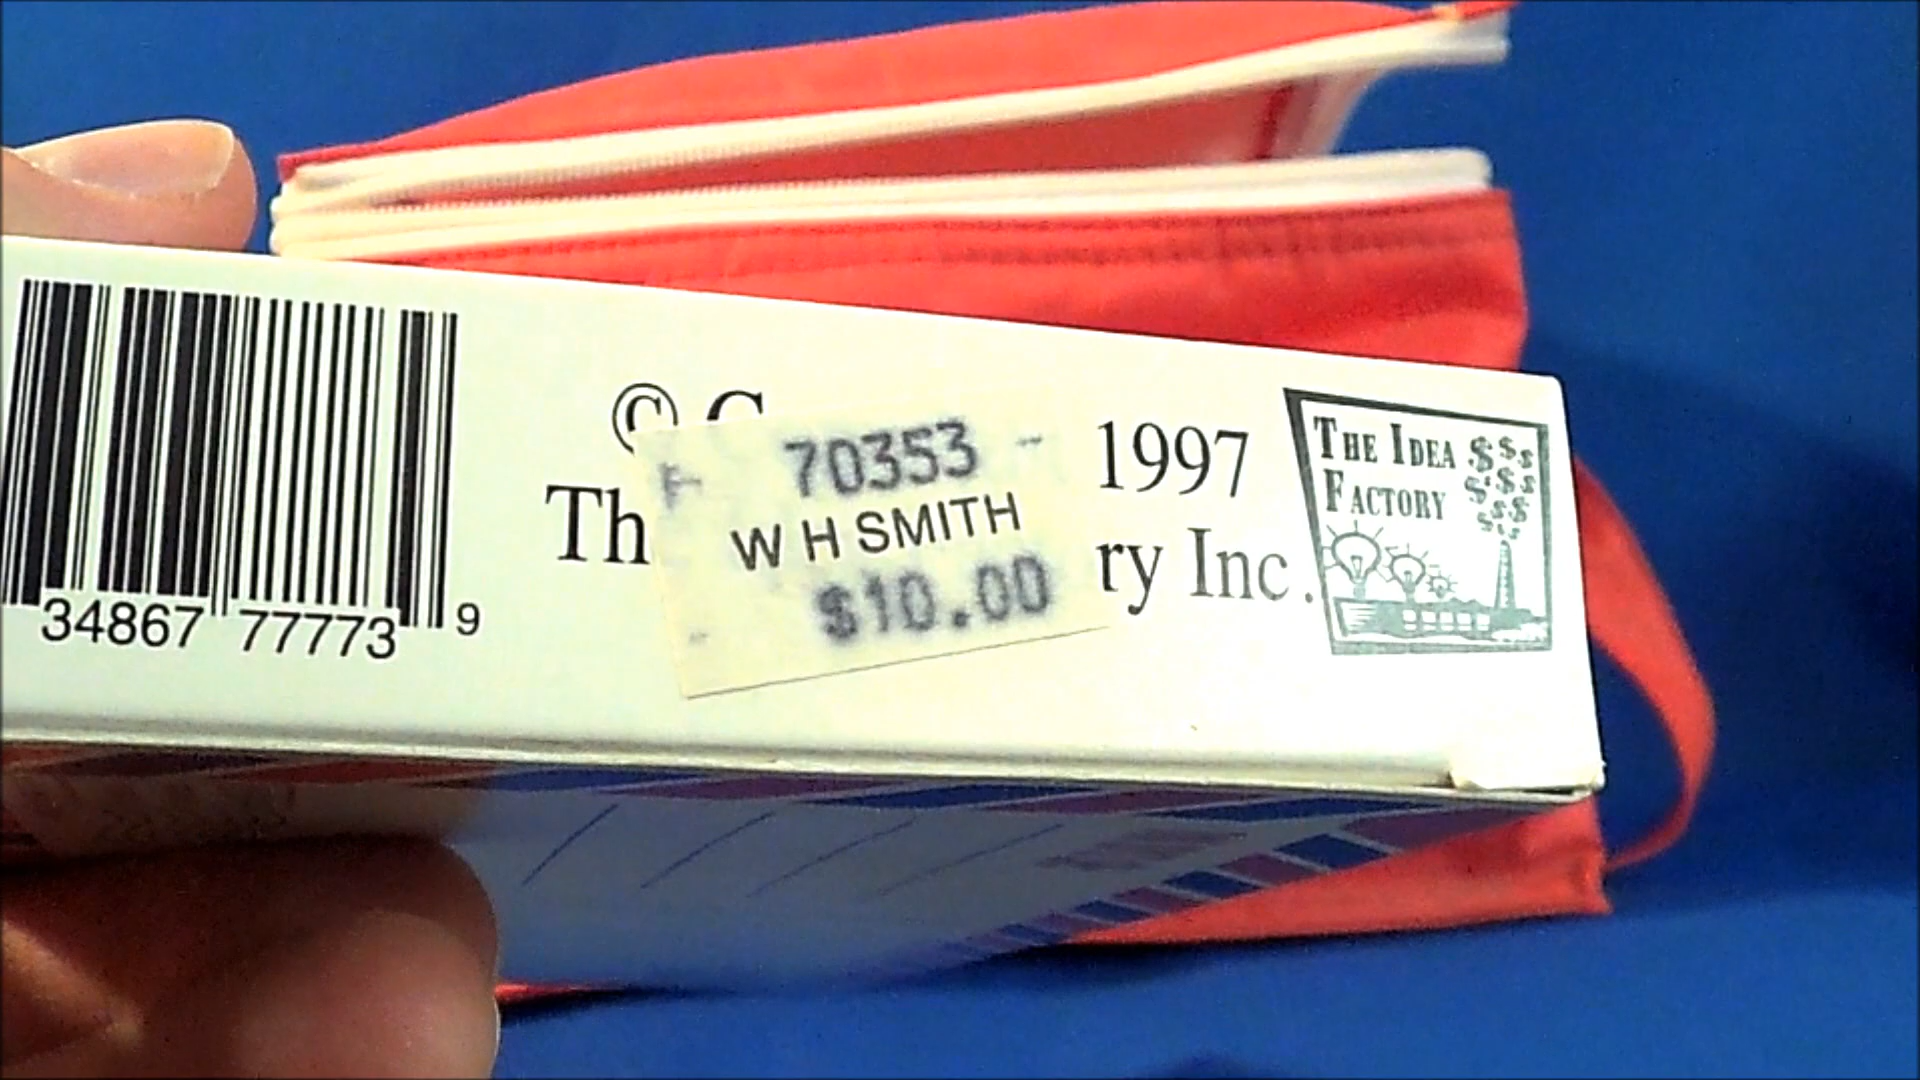 34867 77773 9
© C 1997
Th ry Inc.
70353
W H SMITH
$10.00
THE IDEA
FACTORY